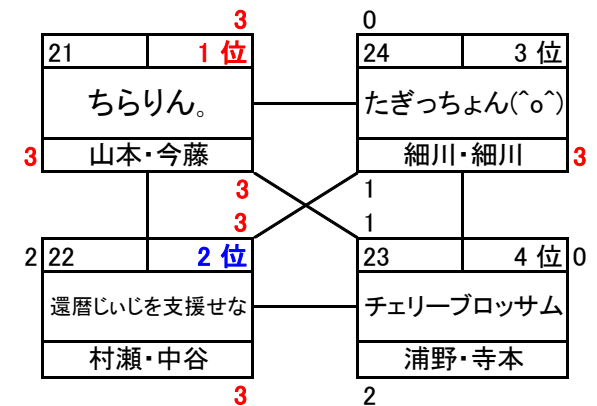 3 0
21 1 位 24 3 位
ちらりん。 たぎっちょん(^o^)
3 山本・今藤 細川・細川 3
3 1
3 1
2 22 2 位 23 4 位 0
還暦じぃじを支援せな チェリーブロッサム
村瀬・中谷 浦野・寺本
3 2